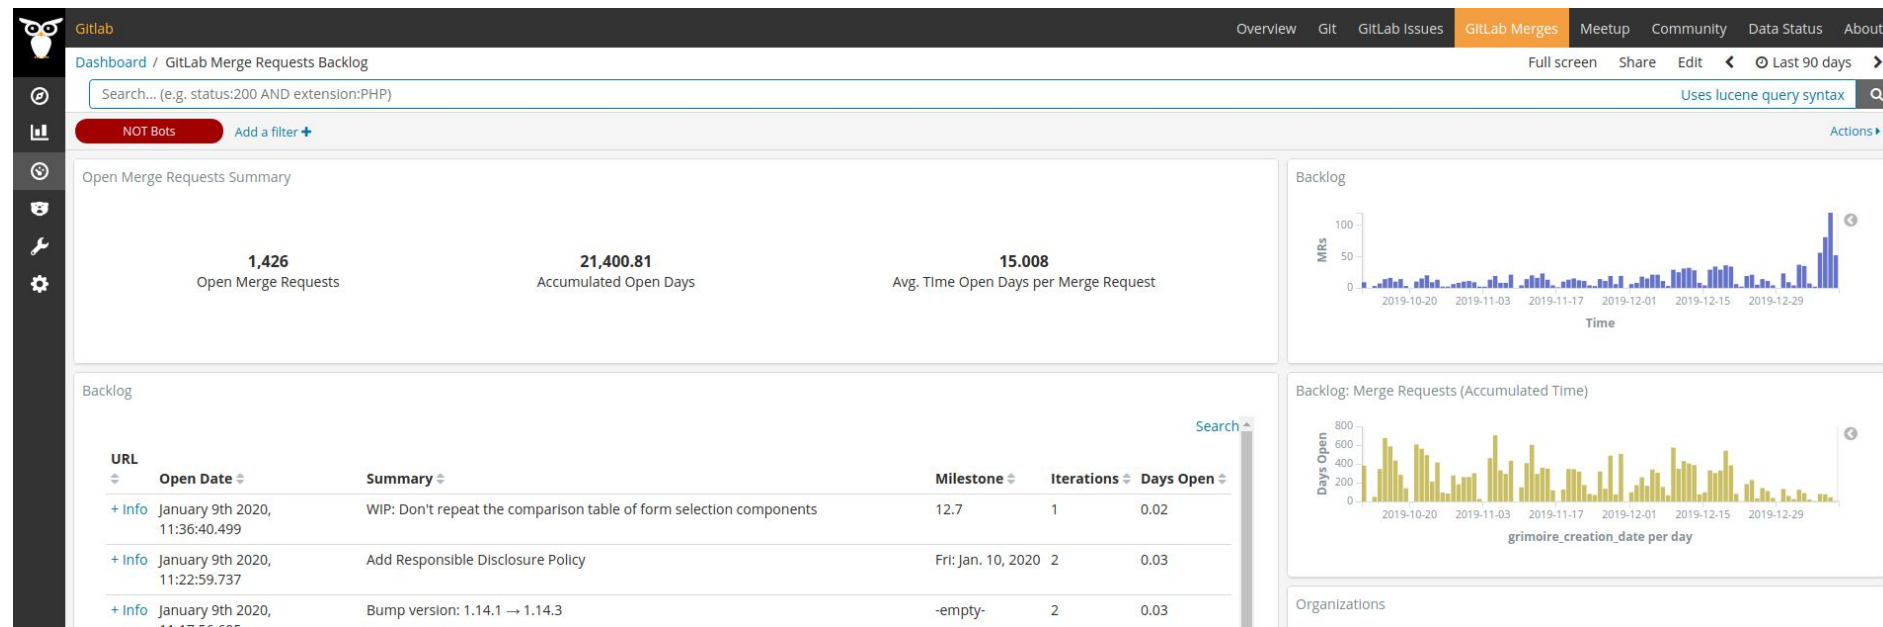 Gitlab
Overview Git GitLab Issues GitLab Merges Meetup Community Data Status About
Dashboard / GitLab Merge Requests Backlog
Full screen Share Edit Last 90 days
Search... (e.g. status:200 AND extension:PHP)
Uses lucene query syntax
NOT Bots
Add a filter +
Actions
Open Merge Requests Summary
1,426
Open Merge Requests
21,400.81
Accumulated Open Days
15.008
Avg. TIme Open Days per Merge Request
Backlog
MRs
100
50
0
2019-10-20 2019-11-03 2019-11-17 2019-12-01 2019-12-15 2019-12-29
Time
Backlog
Search
URL Open Date Summary Milestone Iterations Days Open
+ Info January 9th 2020, 11:36:40.499 WIP: Don't repeat the comparison table of form selection components 12.7 1 0.02
+ Info January 9th 2020, 11:22:59.737 Add Responsible Disclosure Policy Fri: Jan. 10, 2020 2 0.03
+ Info January 9th 2020, Bump version: 1.14.1 → 1.14.3 -empty- 2 0.03
Backlog: Merge Requests (Accumulated Time)
Days Open
800
600
400
200
0
2019-10-20 2019-11-03 2019-11-17 2019-12-01 2019-12-15 2019-12-29
grimoire_creation_date per day
Organizations